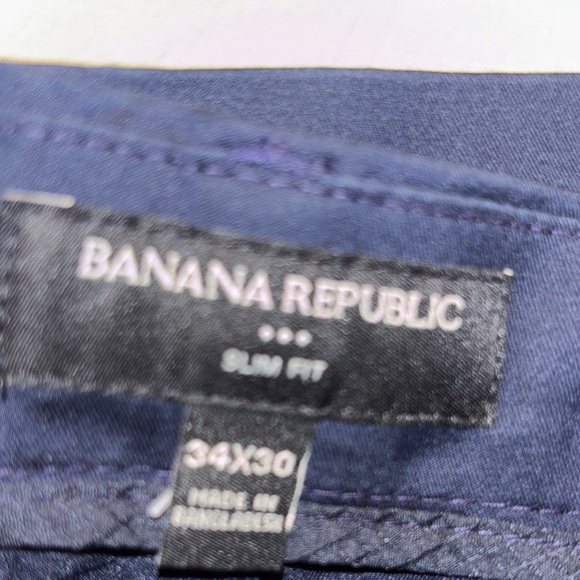 BANANA REPUBLIC
SLIM FIT
34X30
MADE IN
BANGLADESH